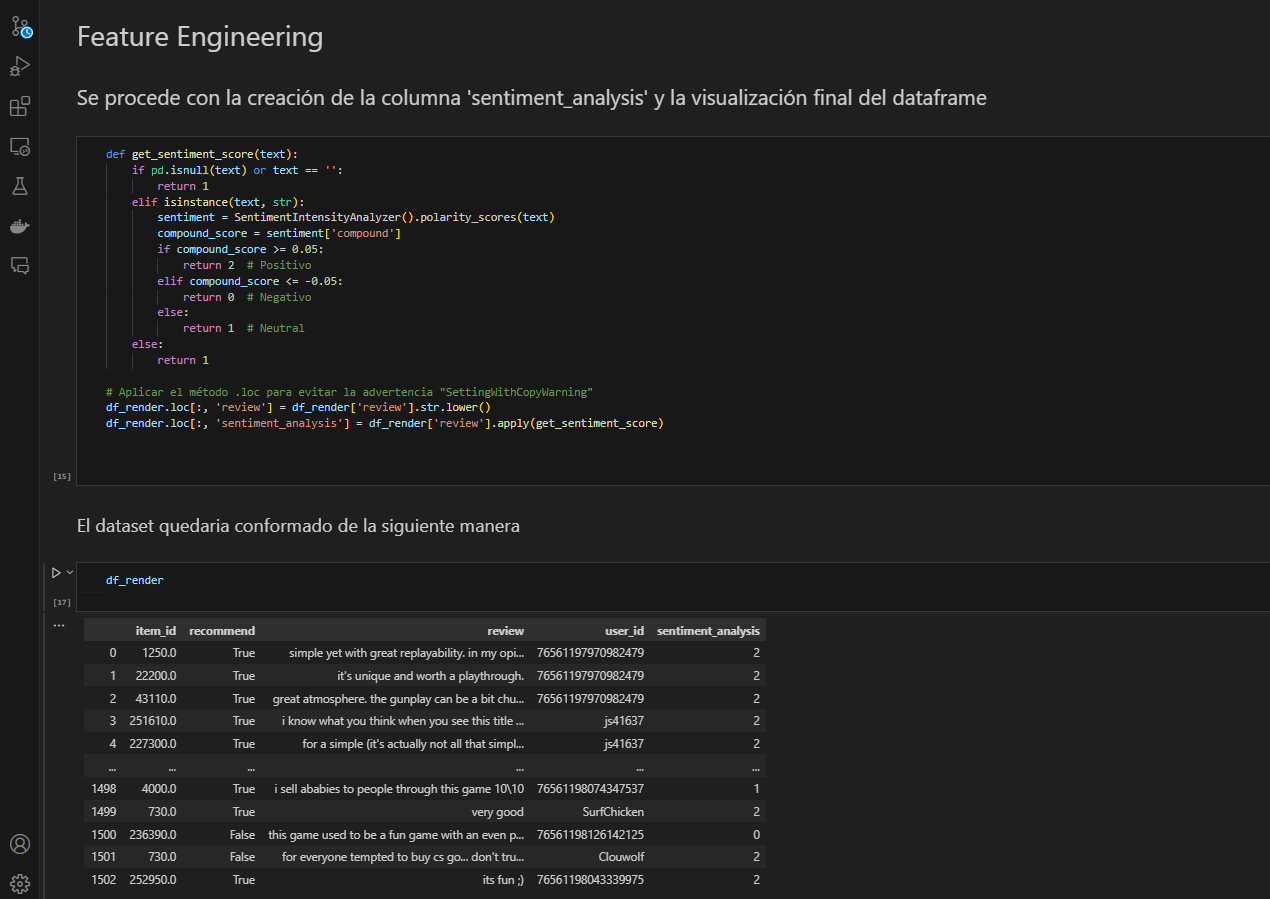 Feature Engineering
Se procede con la creación de la columna 'sentiment_analysis' y la visualización final del dataframe
def get_sentiment_score(text):
    if pd.isnull(text) or text == '':
        return 1
    elif isinstance(text, str):
        sentiment = SentimentIntensityAnalyzer().polarity_scores(text)
        compound_score = sentiment['compound']
        if compound_score >= 0.05:
            return 2  # Positivo
        elif compound_score <= -0.05:
            return 0  # Negativo
        else:
            return 1  # Neutral
    else:
        return 1
# Aplicar el método .loc para evitar la advertencia "SettingWithCopyWarning"
df_render.loc[:, 'review'] = df_render['review'].str.lower()
df_render.loc[:, 'sentiment_analysis'] = df_render['review'].apply(get_sentiment_score)
[15]
El dataset quedaria conformado de la siguiente manera
df_render
[17]
...
item_id recommend review user_id sentiment_analysis
0 1250.0 True simple yet with great replayability. in my opi... 76561197970982479 2
1 22200.0 True it's unique and worth a playthrough. 76561197970982479 2
2 43110.0 True great atmosphere. the gunplay can be a bit chu... 76561197970982479 2
3 251610.0 True i know what you think when you see this title ... js41637 2
4 227300.0 True for a simple (it's actually not all that simpl... js41637 2
... ... ... ... ... ...
1498 4000.0 True i sell ababies to people through this game 10\10 76561198074347537 1
1499 730.0 True very good SurfChicken 2
1500 236390.0 False this game used to be a fun game with an even p... 76561198126142125 0
1501 730.0 False for everyone tempted to buy cs go... don't tru... Clouwolf 2
1502 252950.0 True its fun ;) 76561198043339975 2